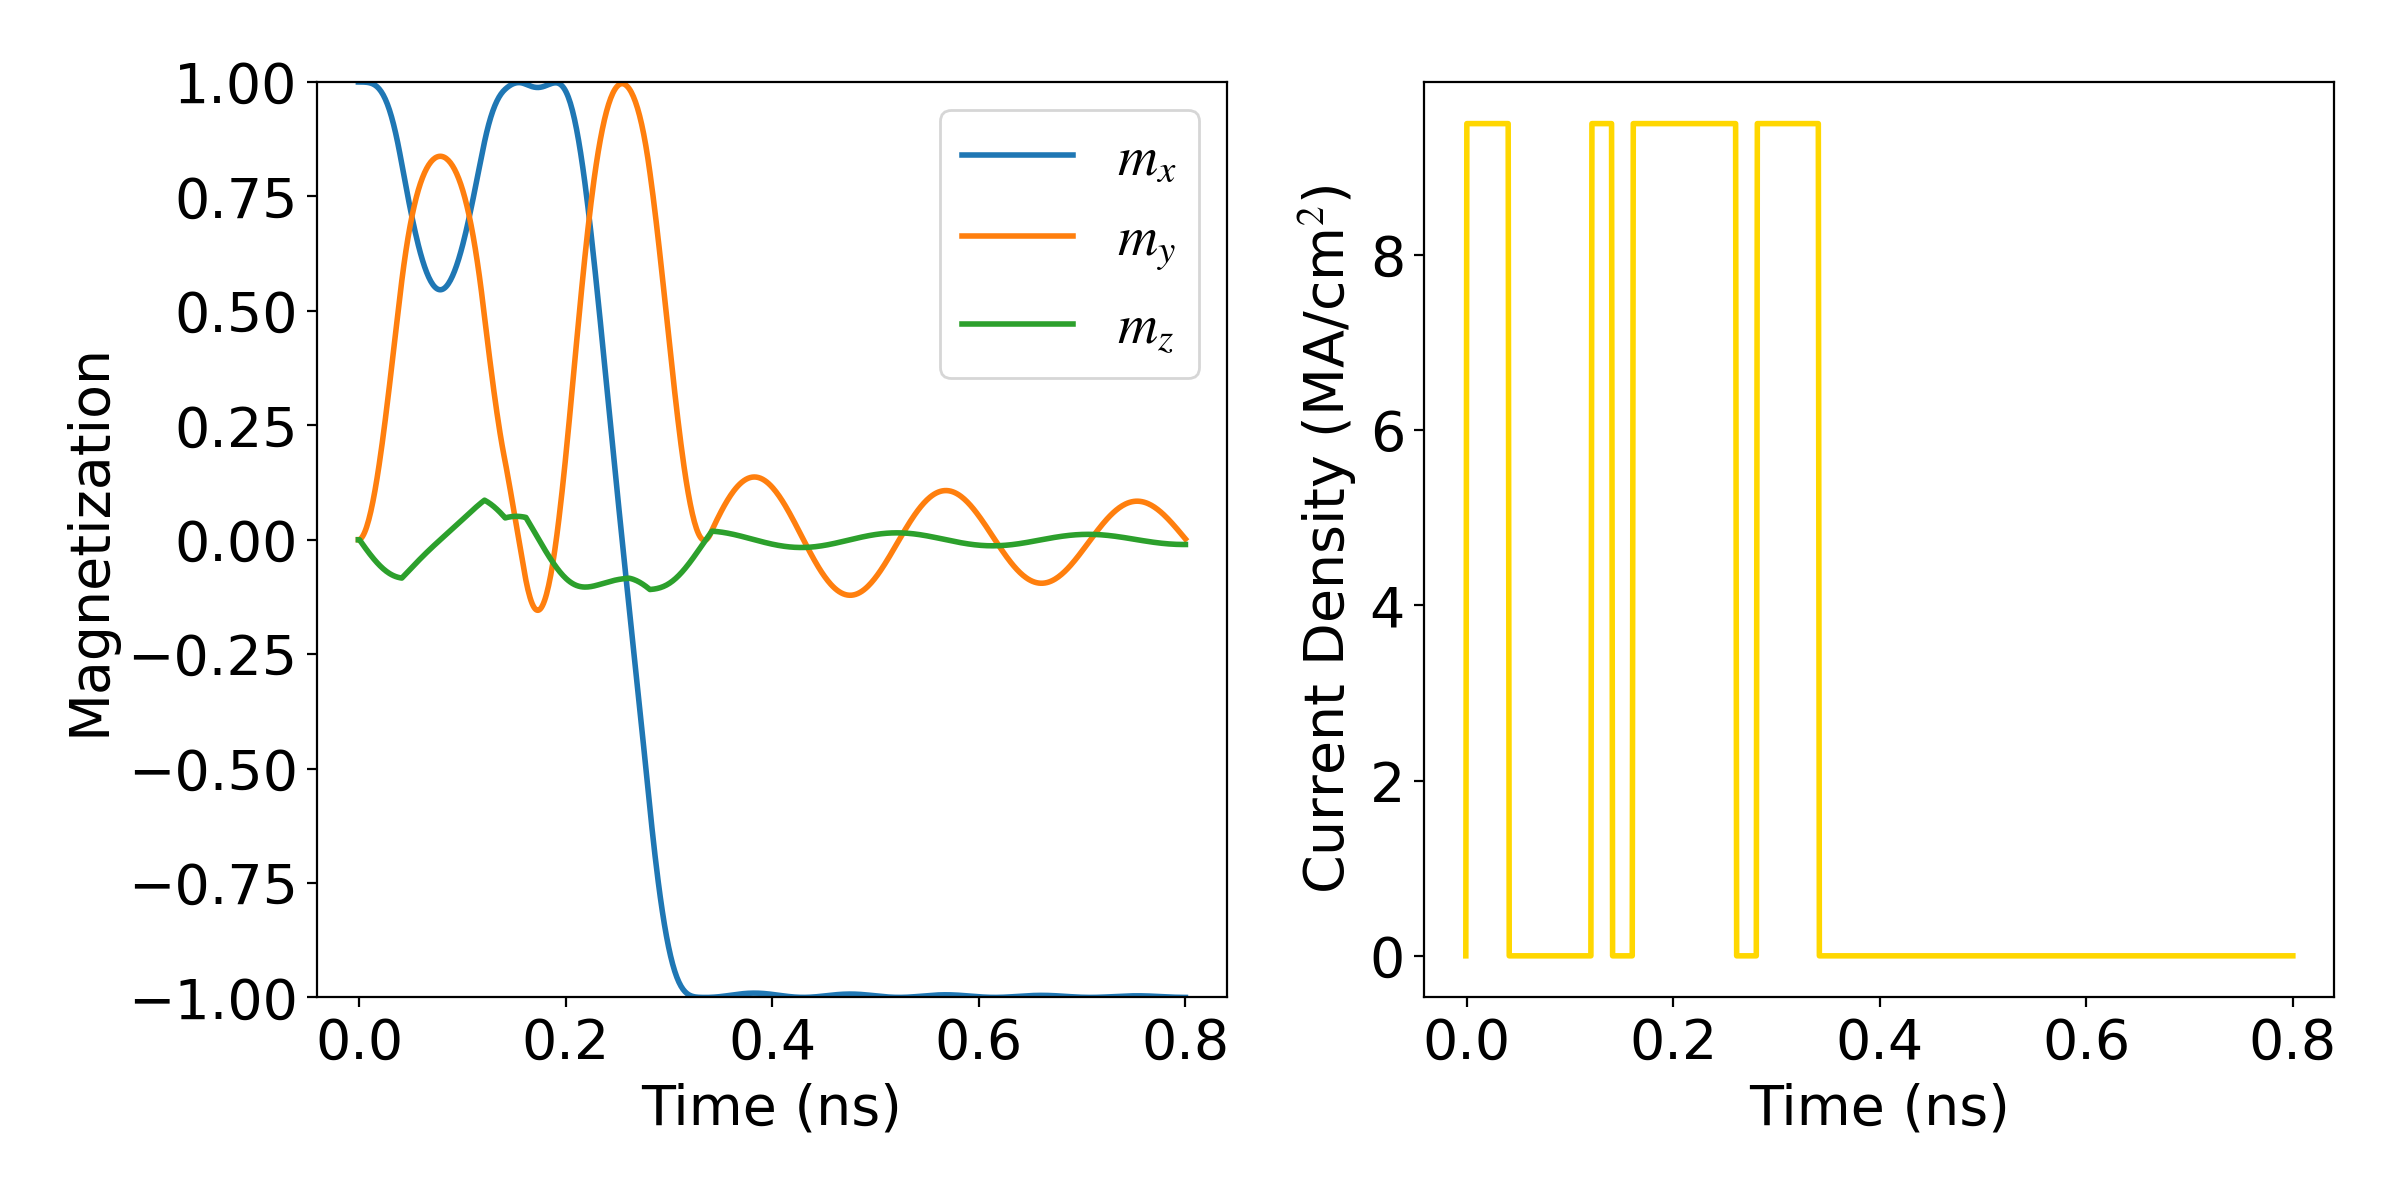 1.00
0.75
0.50
0.25
0.00
−0.25
−0.50
−0.75
−1.00
Magnetization
0.0 0.2 0.4 0.6 0.8
Time (ns)
m_x
m_y
m_z
Current Density (MA/cm²)
8
6
4
2
0
0.0 0.2 0.4 0.6 0.8
Time (ns)